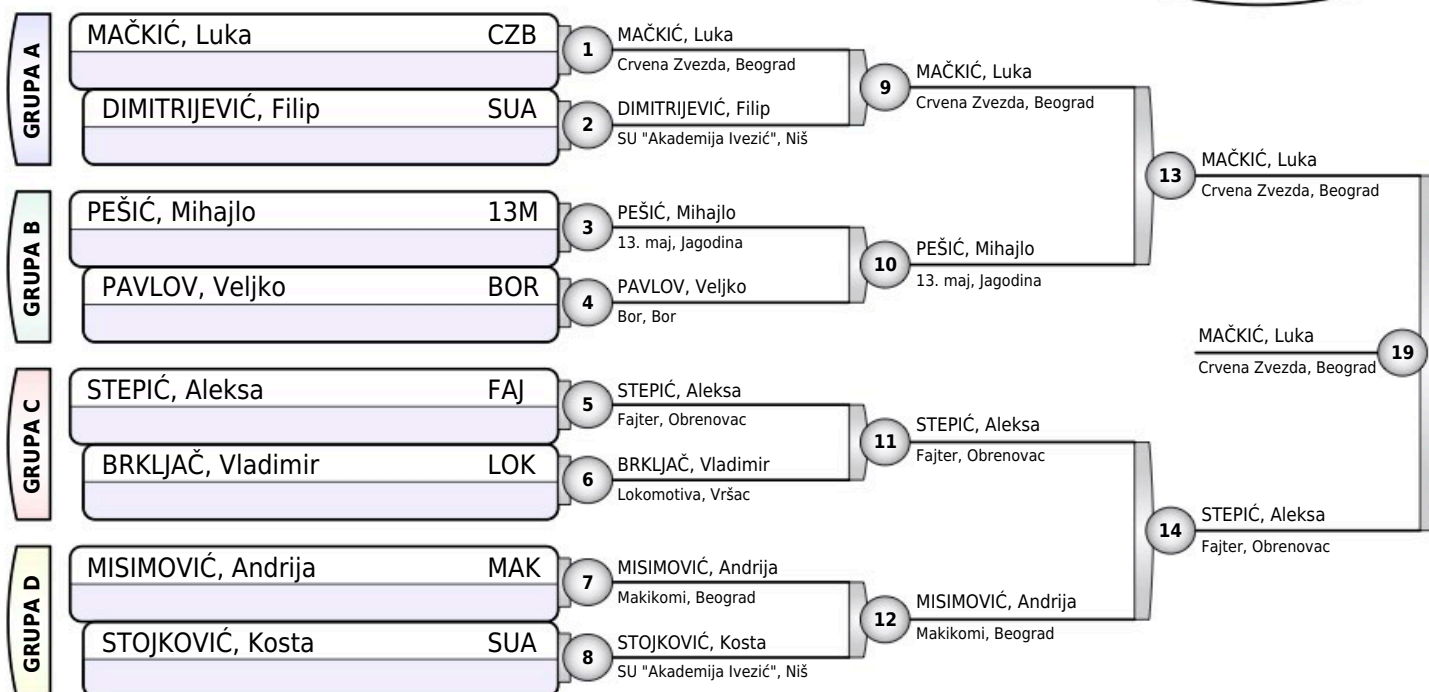 GRUPA A
MAČKIĆ, Luka CZB
DIMITRIJEVIĆ, Filip SUA
GRUPA B
PEŠIĆ, Mihajlo 13M
PAVLOV, Veljko BOR
GRUPA C
STEPIĆ, Aleksa FAJ
BRKLJAČ, Vladimir LOK
GRUPA D
MISIMOVIĆ, Andrija MAK
STOJKOVIĆ, Kosta SUA
1
MAČKIĆ, Luka
Crvena Zvezda, Beograd
2
DIMITRIJEVIĆ, Filip
SU "Akademija Ivezić", Niš
3
PEŠIĆ, Mihajlo
13. maj, Jagodina
4
PAVLOV, Veljko
Bor, Bor
5
STEPIĆ, Aleksa
Fajter, Obrenovac
6
BRKLJAČ, Vladimir
Lokomotiva, Vršac
7
MISIMOVIĆ, Andrija
Makikomi, Beograd
8
STOJKOVIĆ, Kosta
SU "Akademija Ivezić", Niš
9
MAČKIĆ, Luka
Crvena Zvezda, Beograd
10
PEŠIĆ, Mihajlo
13. maj, Jagodina
11
STEPIĆ, Aleksa
Fajter, Obrenovac
12
MISIMOVIĆ, Andrija
Makikomi, Beograd
13
MAČKIĆ, Luka
Crvena Zvezda, Beograd
14
STEPIĆ, Aleksa
Fajter, Obrenovac
MAČKIĆ, Luka
Crvena Zvezda, Beograd
19